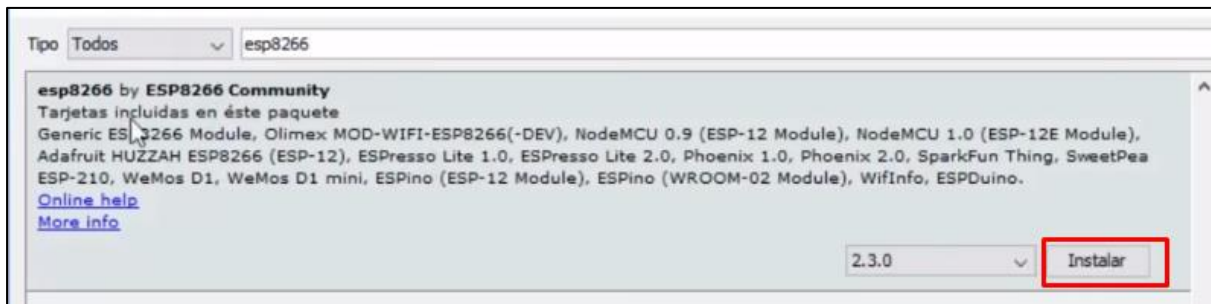 Tipo Todos esp8266
esp8266 by ESP8266 Community
Tarjetas incluidas en éste paquete
Generic ESP8266 Module, Olimex MOD-WIFI-ESP8266(-DEV), NodeMCU 0.9 (ESP-12 Module), NodeMCU 1.0 (ESP-12E Module),
Adafruit HUZZAH ESP8266 (ESP-12), ESPresso Lite 1.0, ESPresso Lite 2.0, Phoenix 1.0, Phoenix 2.0, SparkFun Thing, SweetPea
ESP-210, WeMos D1, WeMos D1 mini, ESPino (ESP-12 Module), ESPino (WROOM-02 Module), WifInfo, ESPDuino.
Online help
More info
2.3.0 Instalar